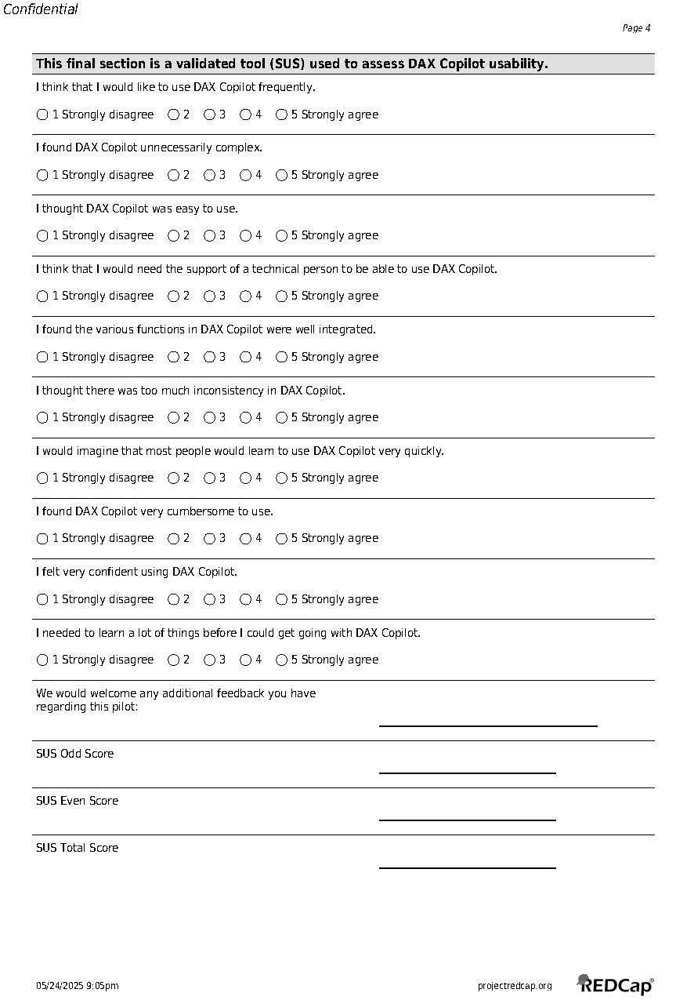 Confidential
Page 4
This final section is a validated tool (SUS) used to assess DAX Copilot usability.
I think that I would like to use DAX Copilot frequently.
1 Strongly disagree 2 3 4 5 Strongly agree
I found DAX Copilot unnecessarily complex.
1 Strongly disagree 2 3 4 5 Strongly agree
I thought DAX Copilot was easy to use.
1 Strongly disagree 2 3 4 5 Strongly agree
I think that I would need the support of a technical person to be able to use DAX Copilot.
1 Strongly disagree 2 3 4 5 Strongly agree
I found the various functions in DAX Copilot were well integrated.
1 Strongly disagree 2 3 4 5 Strongly agree
I thought there was too much inconsistency in DAX Copilot.
1 Strongly disagree 2 3 4 5 Strongly agree
I would imagine that most people would learn to use DAX Copilot very quickly.
1 Strongly disagree 2 3 4 5 Strongly agree
I found DAX Copilot very cumbersome to use.
1 Strongly disagree 2 3 4 5 Strongly agree
I felt very confident using DAX Copilot.
1 Strongly disagree 2 3 4 5 Strongly agree
I needed to learn a lot of things before I could get going with DAX Copilot.
1 Strongly disagree 2 3 4 5 Strongly agree
We would welcome any additional feedback you have
regarding this pilot:
SUS Odd Score
SUS Even Score
SUS Total Score
05/24/2025 9:05pm projectredcap.org REDCap®